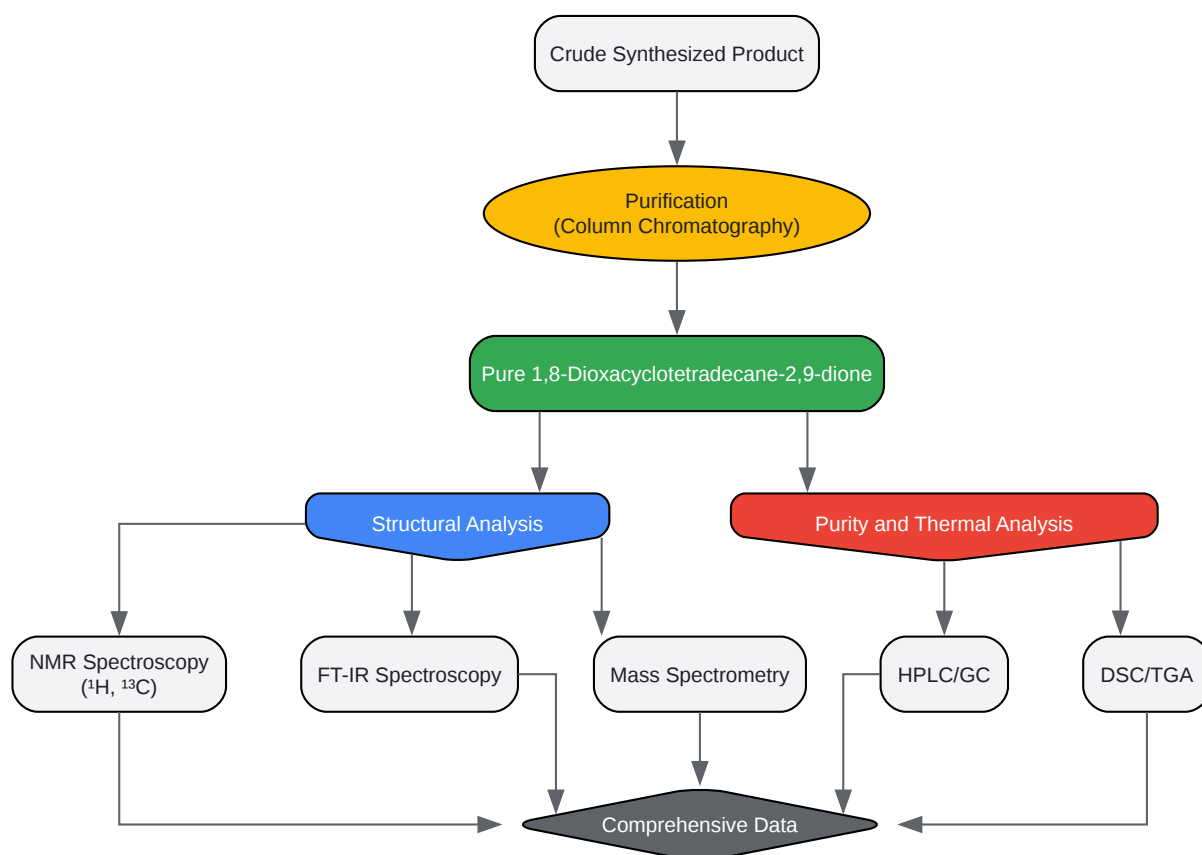 Crude Synthesized Product
Purification
(Column Chromatography)
Pure 1,8-Dioxacyclotetradecane-2,9-dione
Structural Analysis
Purity and Thermal Analysis
NMR Spectroscopy
(¹H, ¹³C)
FT-IR Spectroscopy
Mass Spectrometry
HPLC/GC
DSC/TGA
Comprehensive Data